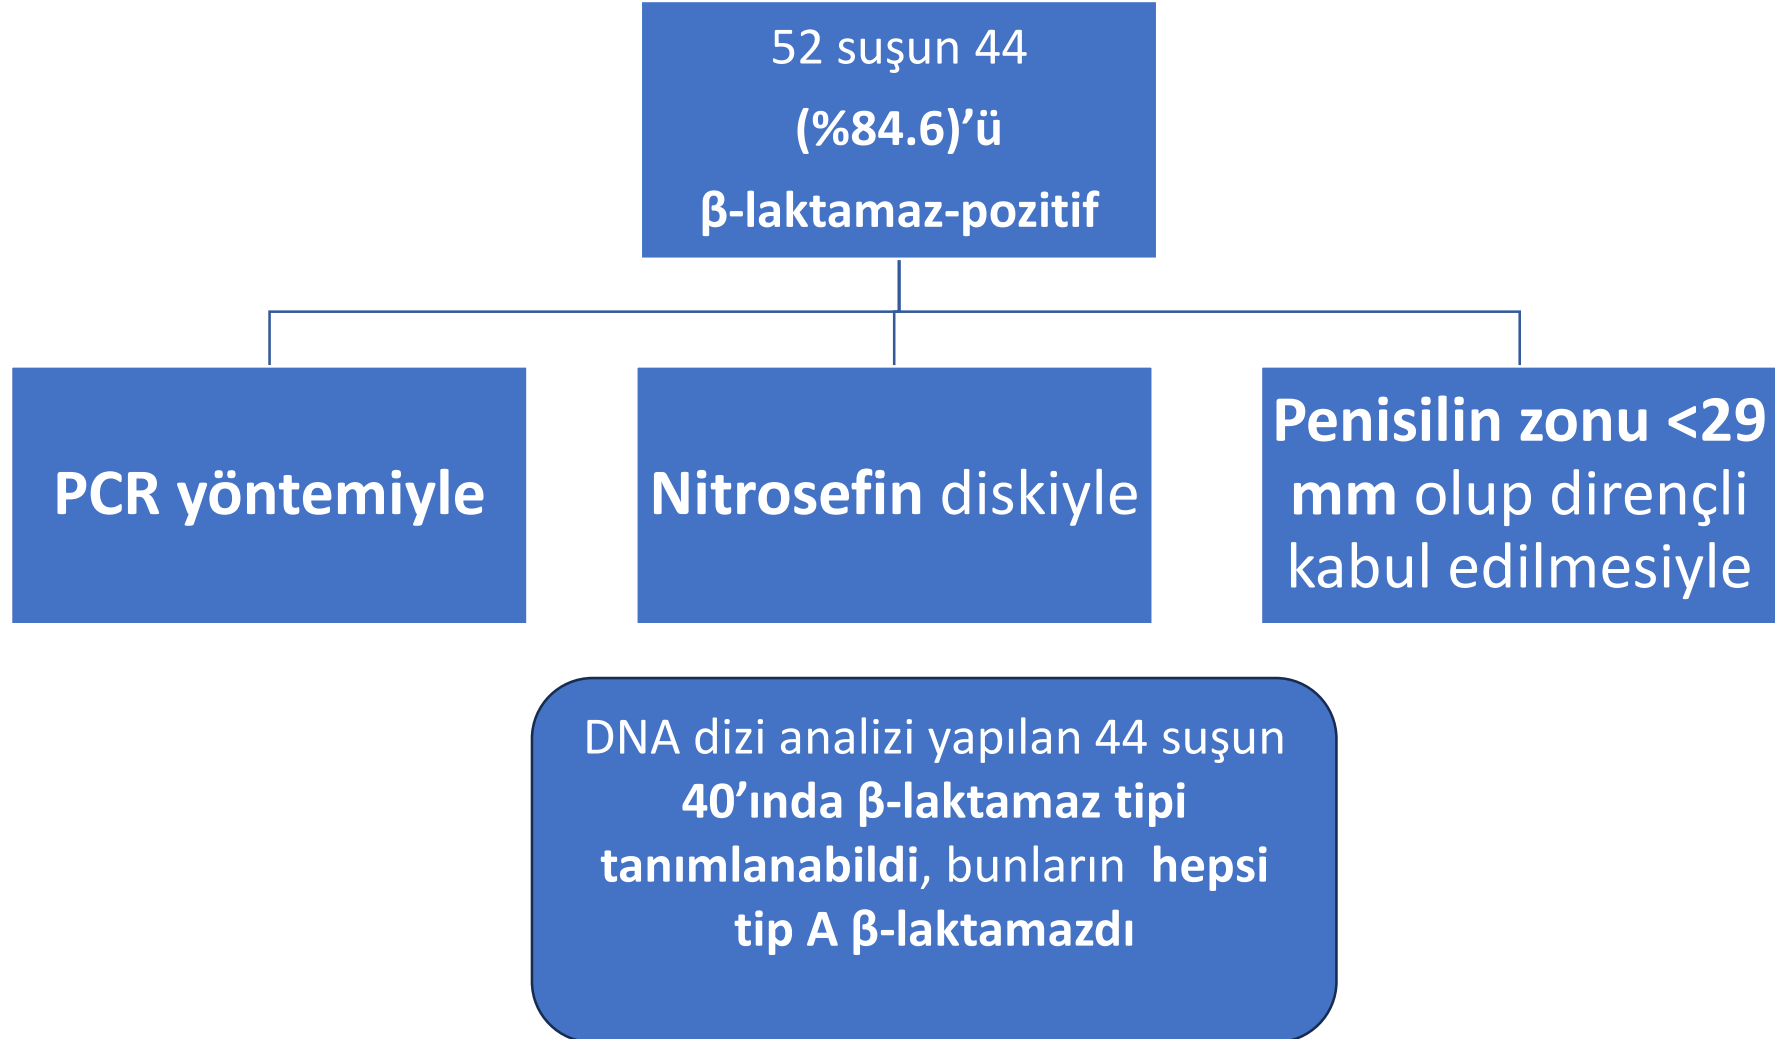 52 suşun 44
(%84.6)’ü
β-laktamaz-pozitif
PCR yöntemiyle
Nitrosefin diskiyle
Penisilin zonu <29
mm olup dirençli
kabul edilmesiyle
DNA dizi analizi yapılan 44 suşun
40’ında β-laktamaz tipi
tanımlanabildi, bunların hepsi
tip A β-laktamazdı